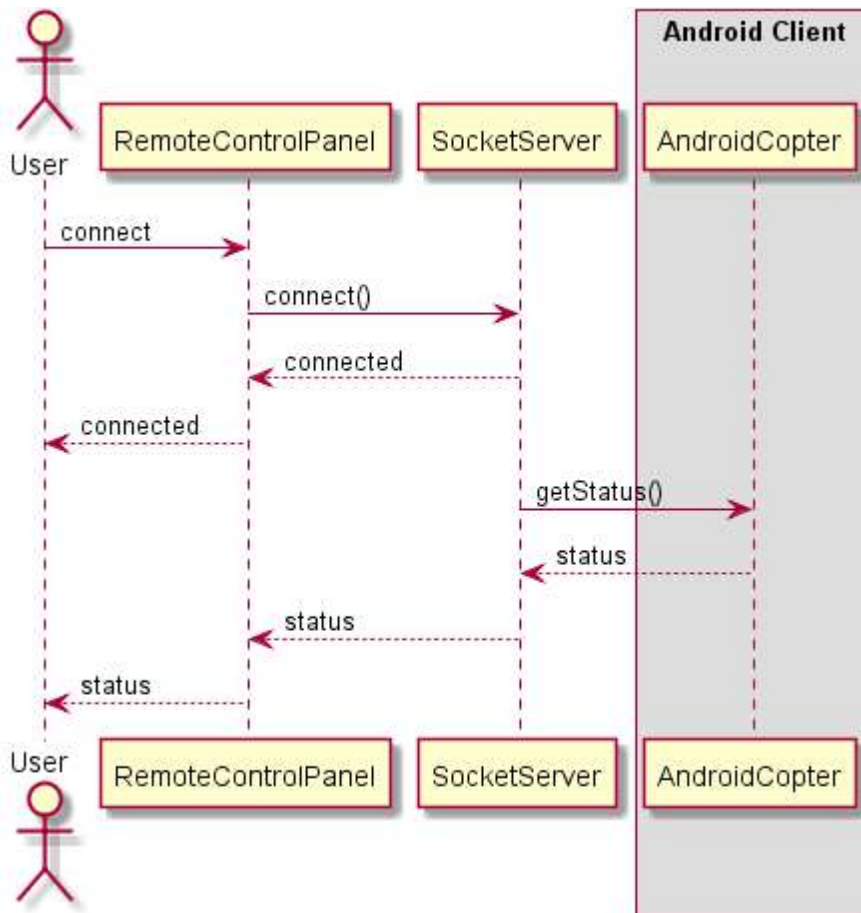 Android Client
User
RemoteControlPanel
SocketServer
AndroidCopter
connect
connect()
connected
connected
getStatus()
status
status
status
User
RemoteControlPanel
SocketServer
AndroidCopter